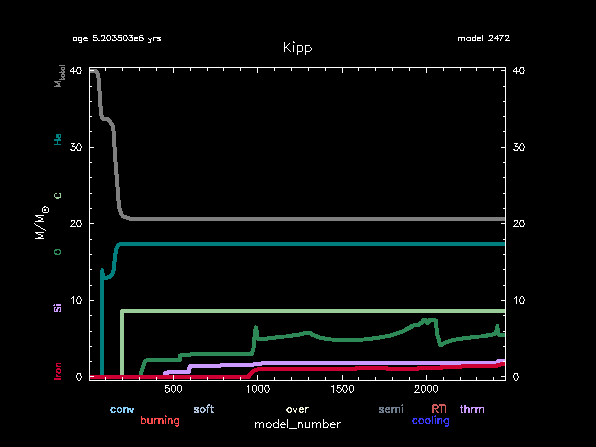 age 5.203503e6 yrs
model 2472
Kipp
M_total
He
C
O
Si
Iron
M/M⊙
40
30
20
10
0
40
30
20
10
0
500
1000
1500
2000
conv
soft
over
semi
RTI
thrm
burning
cooling
model_number